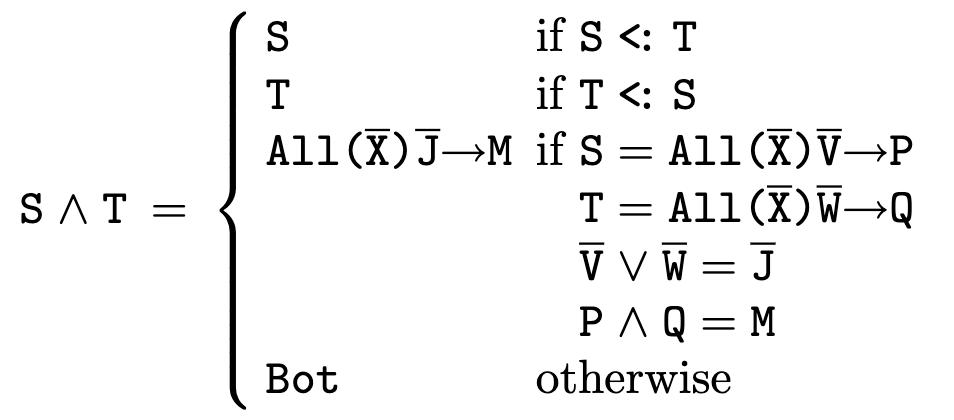 S if S <: T
T if T <: S
All(X̅)J̅→M if S = All(X̅)V̅→P
S ∧ T = T = All(X̅)W̅→Q
V̅ ∨ W̅ = J̅
P ∧ Q = M
Bot otherwise